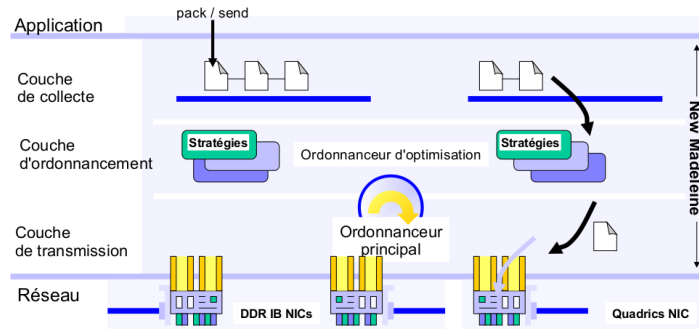 pack / send
Application
Couche
de collecte
Couche
d'ordonnancement
Stratégies
Ordonnanceur d'optimisation
Stratégies
New Madeleine
Ordonnanceur
principal
Couche
de transmission
Réseau
DDR IB NICs
Quadrics NIC